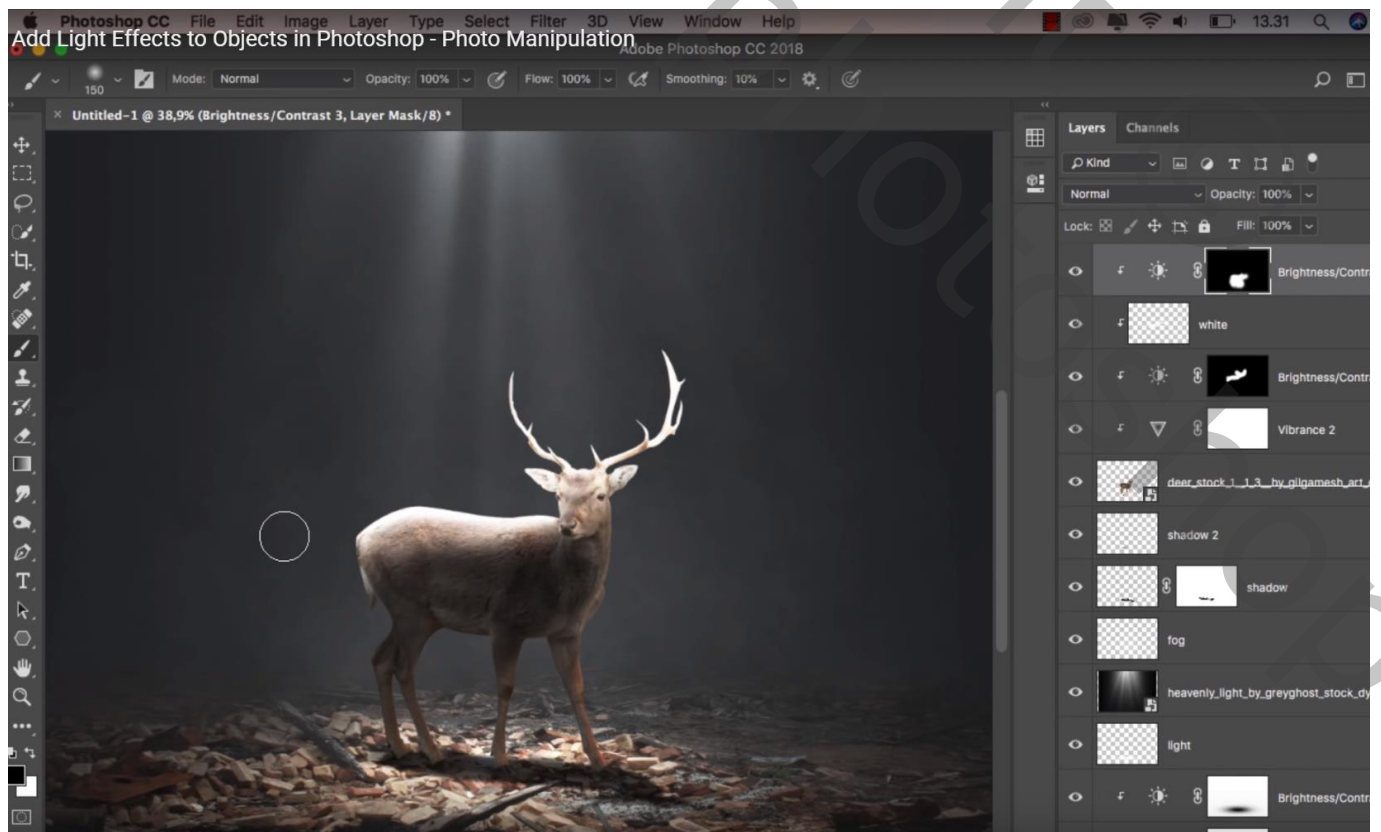 Photoshop CC File Edit Image Layer Type Select Filter 3D View Window Help 13.31
Add Light Effects to Objects in Photoshop - Photo Manipulation
Adobe Photoshop CC 2018
150 Mode: Normal Opacity: 100% Flow: 100% Smoothing: 10%
Untitled-1 @ 38,9% (Brightness/Contrast 3, Layer Mask/8) *
Layers Channels
Kind
Normal Opacity: 100%
Lock: Fill: 100%
Brightness/Contr
white
Brightness/Contr
Vibrance 2
deer_stock_1__1_3__by_gilgamesh_art_
shadow 2
shadow
fog
heavenly_light_by_greyghost_stock_dy
light
Brightness/Contr